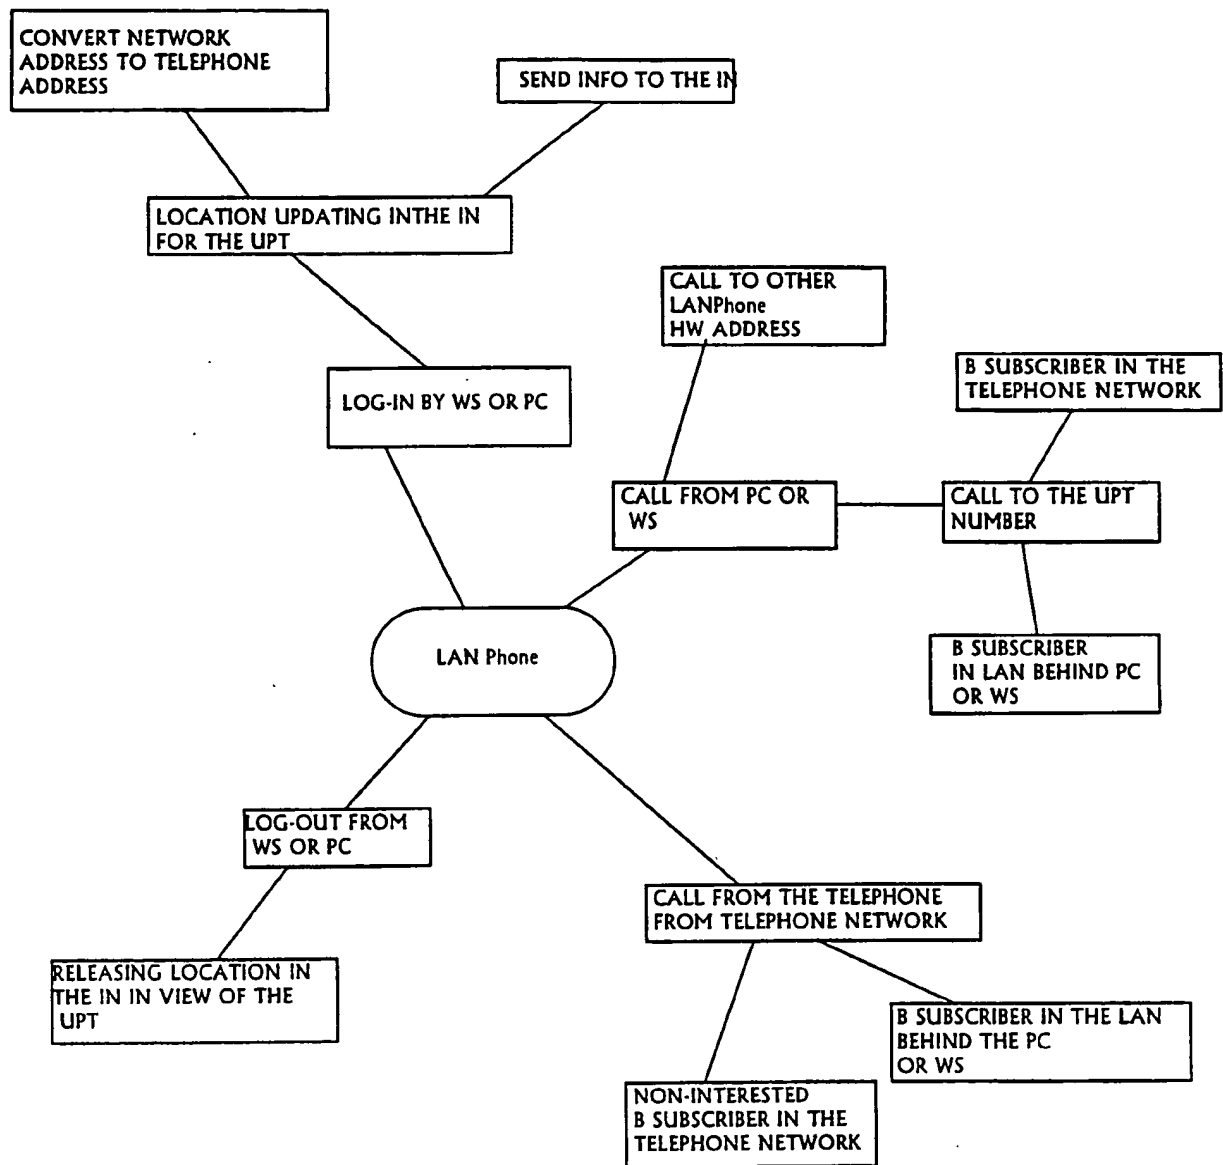 CONVERT NETWORK
ADDRESS TO TELEPHONE
ADDRESS
SEND INFO TO THE IN
LOCATION UPDATING INTHE IN
FOR THE UPT
CALL TO OTHER
LANPhone
HW ADDRESS
B SUBSCRIBER IN THE
TELEPHONE NETWORK
LOG-IN BY WS OR PC
CALL FROM PC OR
WS
CALL TO THE UPT
NUMBER
LAN Phone
B SUBSCRIBER
IN LAN BEHIND PC
OR WS
LOG-OUT FROM
WS OR PC
CALL FROM THE TELEPHONE
FROM TELEPHONE NETWORK
RELEASING LOCATION IN
THE IN IN VIEW OF THE
UPT
B SUBSCRIBER IN THE LAN
BEHIND THE PC
OR WS
NON-INTERESTED
B SUBSCRIBER IN THE
TELEPHONE NETWORK